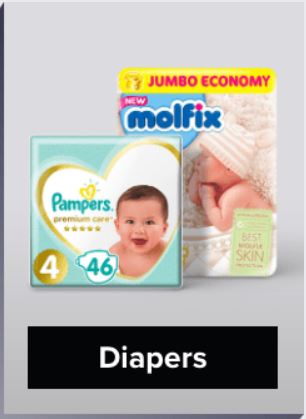 JUMBO ECONOMY
NEW
molfix
Pampers
premium care
4
46
BEST
SKIN
Diapers